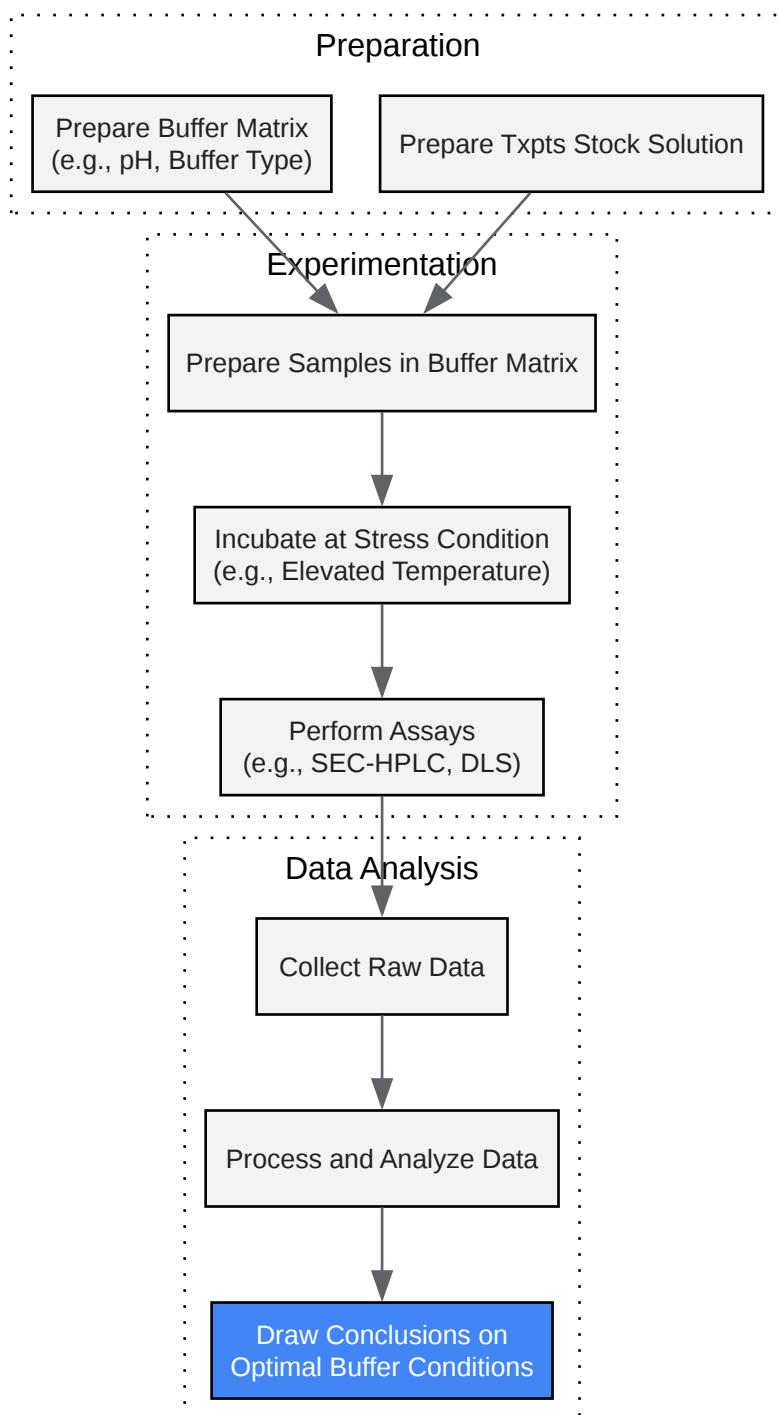 Preparation
Prepare Buffer Matrix
(e.g., pH, Buffer Type)
Prepare Txpts Stock Solution
Experimentation
Prepare Samples in Buffer Matrix
Incubate at Stress Condition
(e.g., Elevated Temperature)
Perform Assays
(e.g., SEC-HPLC, DLS)
Data Analysis
Collect Raw Data
Process and Analyze Data
Draw Conclusions on
Optimal Buffer Conditions